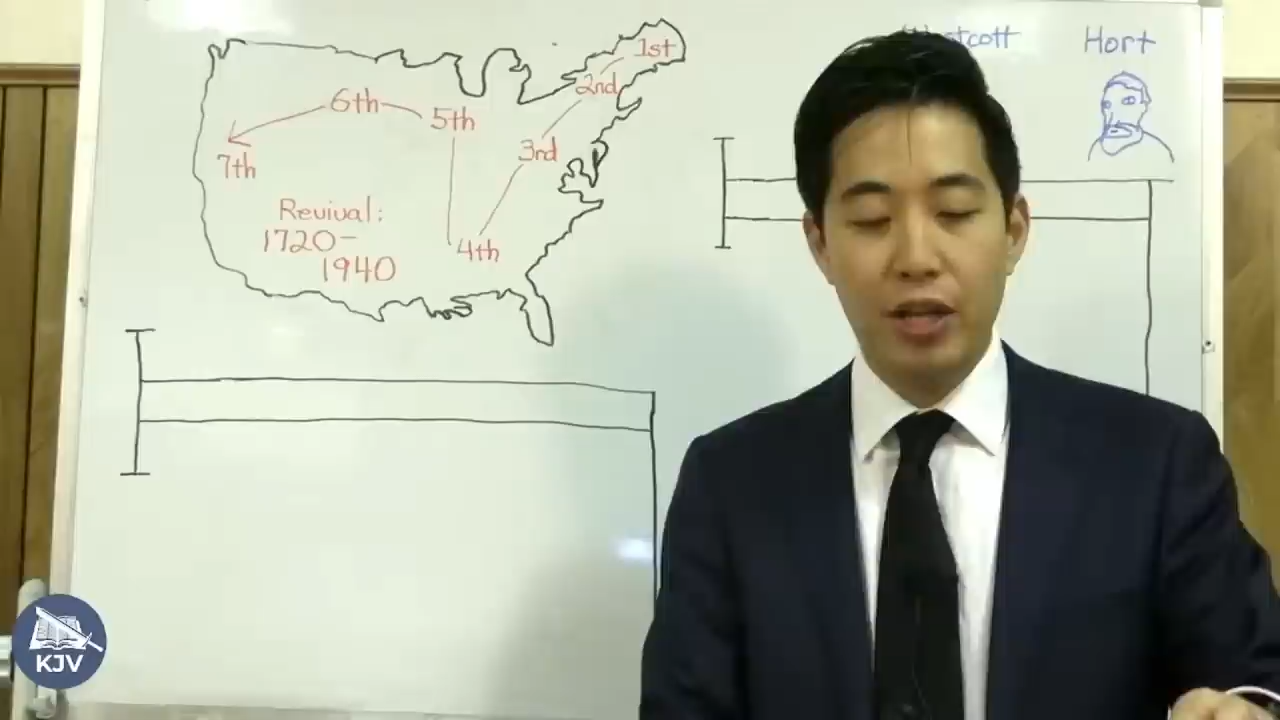 1st
2nd
3rd
4th
5th
6th
7th
Revival:
1720-
1940
Hort
KJV